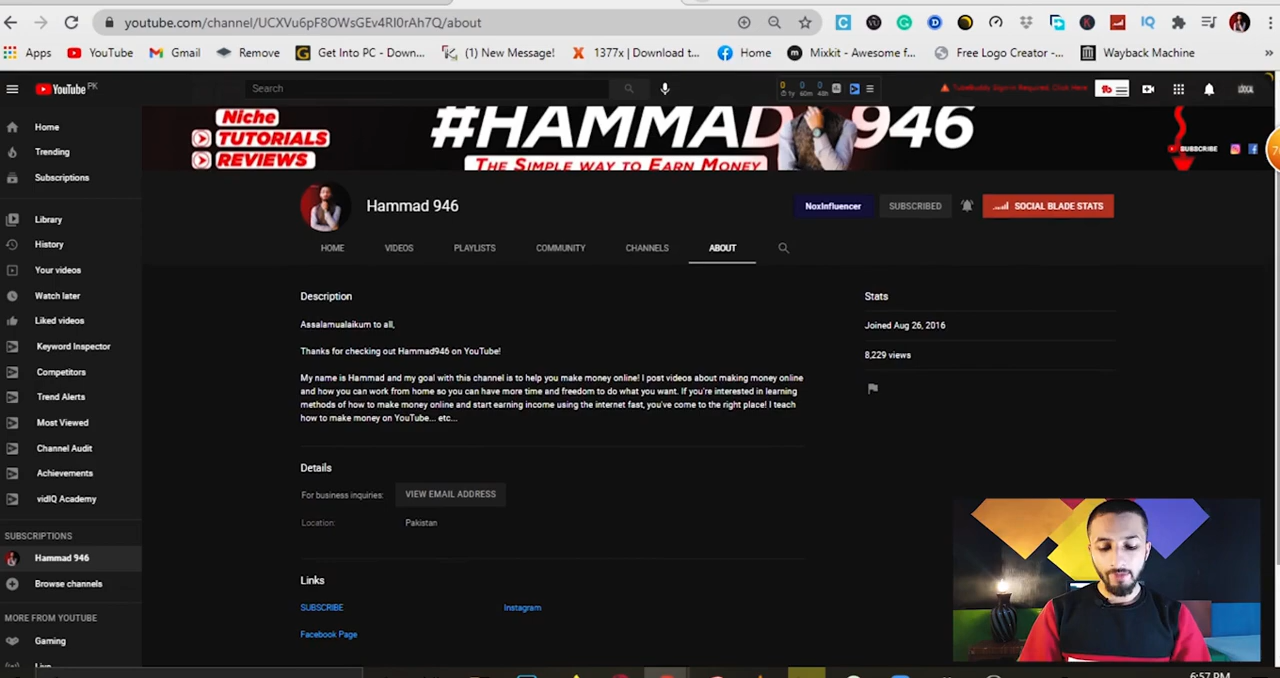 youtube.com/channel/UCXVu6pF8OWsGEv4RI0rAh7Q/about
Apps YouTube Gmail Remove Get Into PC - Down... (1) New Message! 1377x | Download t... Home Mixkit - Awesome f... Free Logo Creator -... Wayback Machine »
YouTube PK
Search
Niche
TUTORIALS
REVIEWS
#HAMMAD 946
THE SIMPLE WAY TO EARN MONEY
SUBSCRIBE
Home
Trending
Subscriptions
Library
History
Your videos
Watch later
Liked videos
Keyword Inspector
Competitors
Trend Alerts
Most Viewed
Channel Audit
Achievements
vidIQ Academy
SUBSCRIPTIONS
Hammad 946
Browse channels
MORE FROM YOUTUBE
Gaming
Live
Hammad 946
NoxInfluencer SUBSCRIBED SOCIAL BLADE STATS
HOME VIDEOS PLAYLISTS COMMUNITY CHANNELS ABOUT
Description
Assalamualaikum to all,
Thanks for checking out Hammad946 on YouTube!
My name is Hammad and my goal with this channel is to help you make money online! I post videos about making money online
and how you can work from home so you can have more time and freedom to do what you want. If you're interested in learning
methods of how to make money online and start earning income using the internet fast, you've come to the right place! I teach
how to make money on YouTube... etc...
Details
For business inquiries: VIEW EMAIL ADDRESS
Location: Pakistan
Links
SUBSCRIBE Instagram
Facebook Page
Stats
Joined Aug 26, 2016
8,229 views
6:57 PM